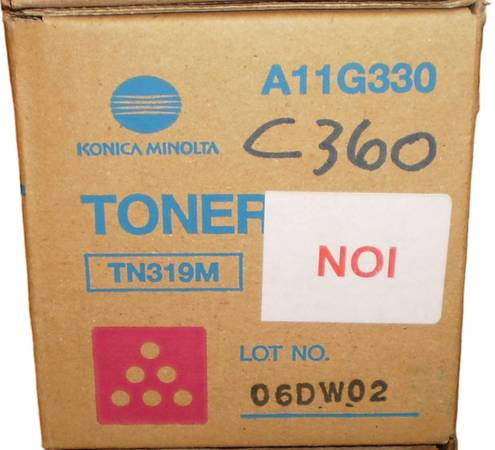 A11G330
KONICA MINOLTA
C360
TONER
TN319M
NOI
LOT NO.
06DW02